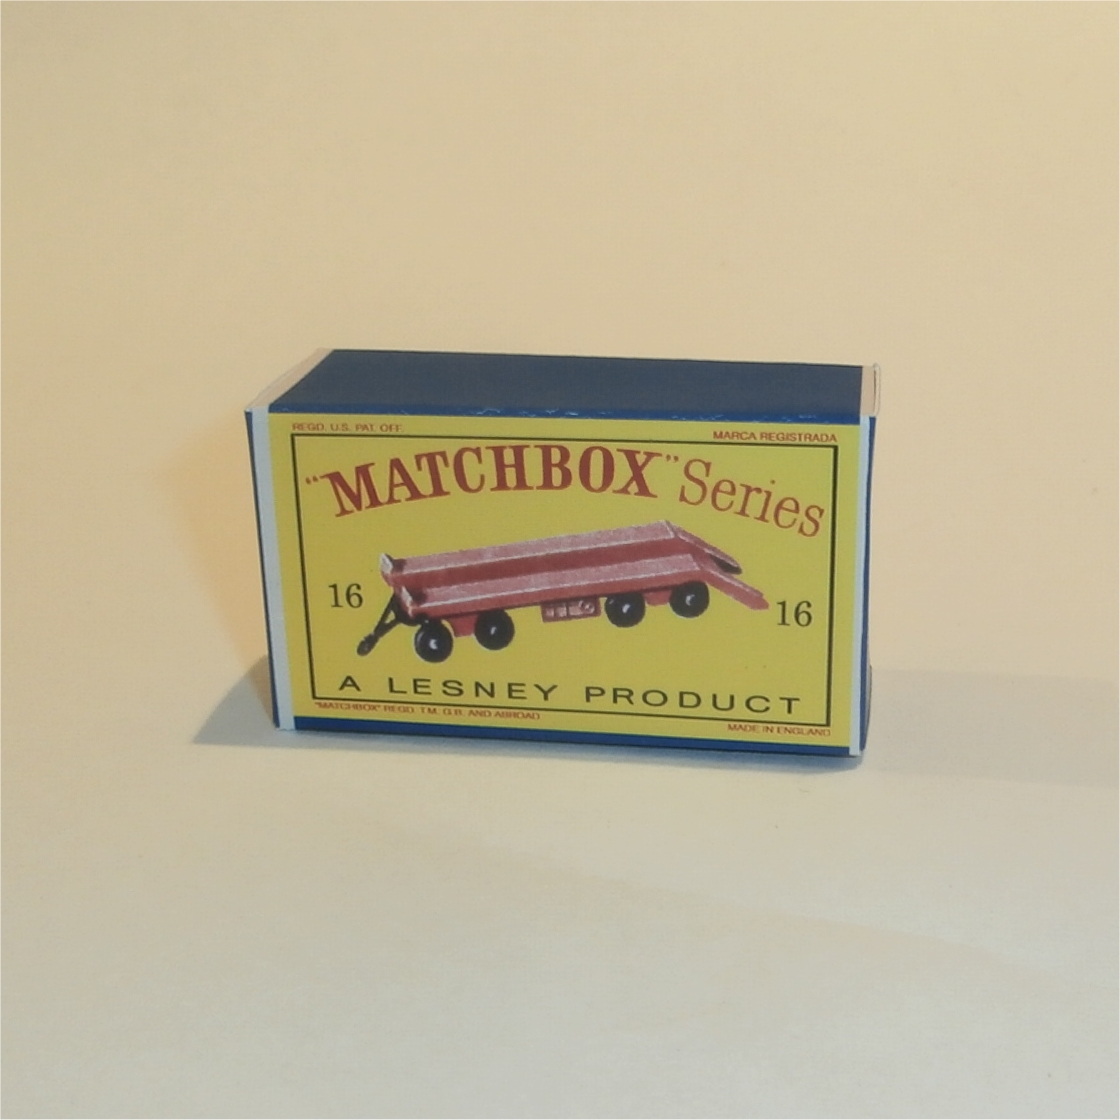 REGD. U.S. PAT. OFF.
MARCA REGISTRADA
"MATCHBOX" Series
16
16
A LESNEY PRODUCT
"MATCHBOX" REGD. T.M. G.B. AND ABROAD
MADE IN ENGLAND